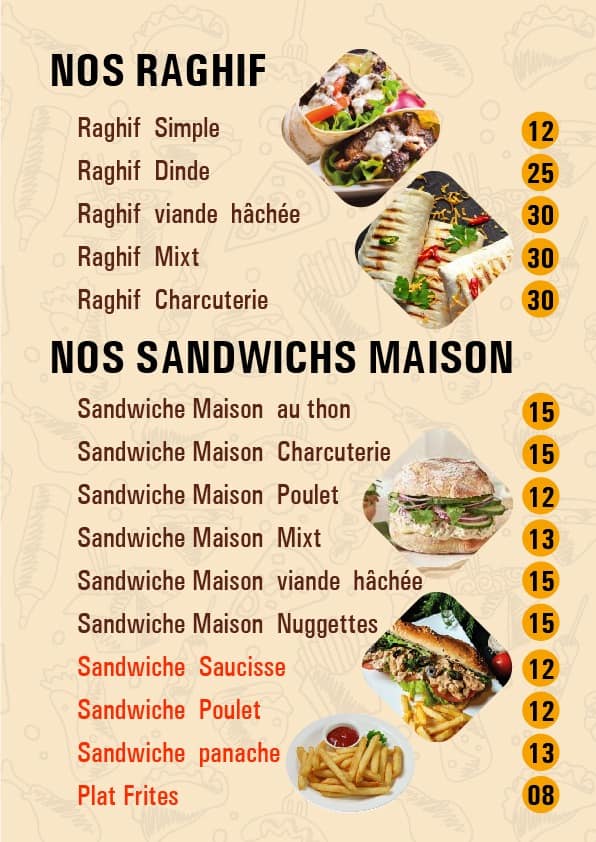 NOS RAGHIF
Raghif Simple 12
Raghif Dinde 25
Raghif viande hâchée 30
Raghif Mixt 30
Raghif Charcuterie 30
NOS SANDWICHS MAISON
Sandwiche Maison au thon 15
Sandwiche Maison Charcuterie 15
Sandwiche Maison Poulet 12
Sandwiche Maison Mixt 13
Sandwiche Maison viande hâchée 15
Sandwiche Maison Nuggettes 15
Sandwiche Saucisse 12
Sandwiche Poulet 12
Sandwiche panache 13
Plat Frites 08